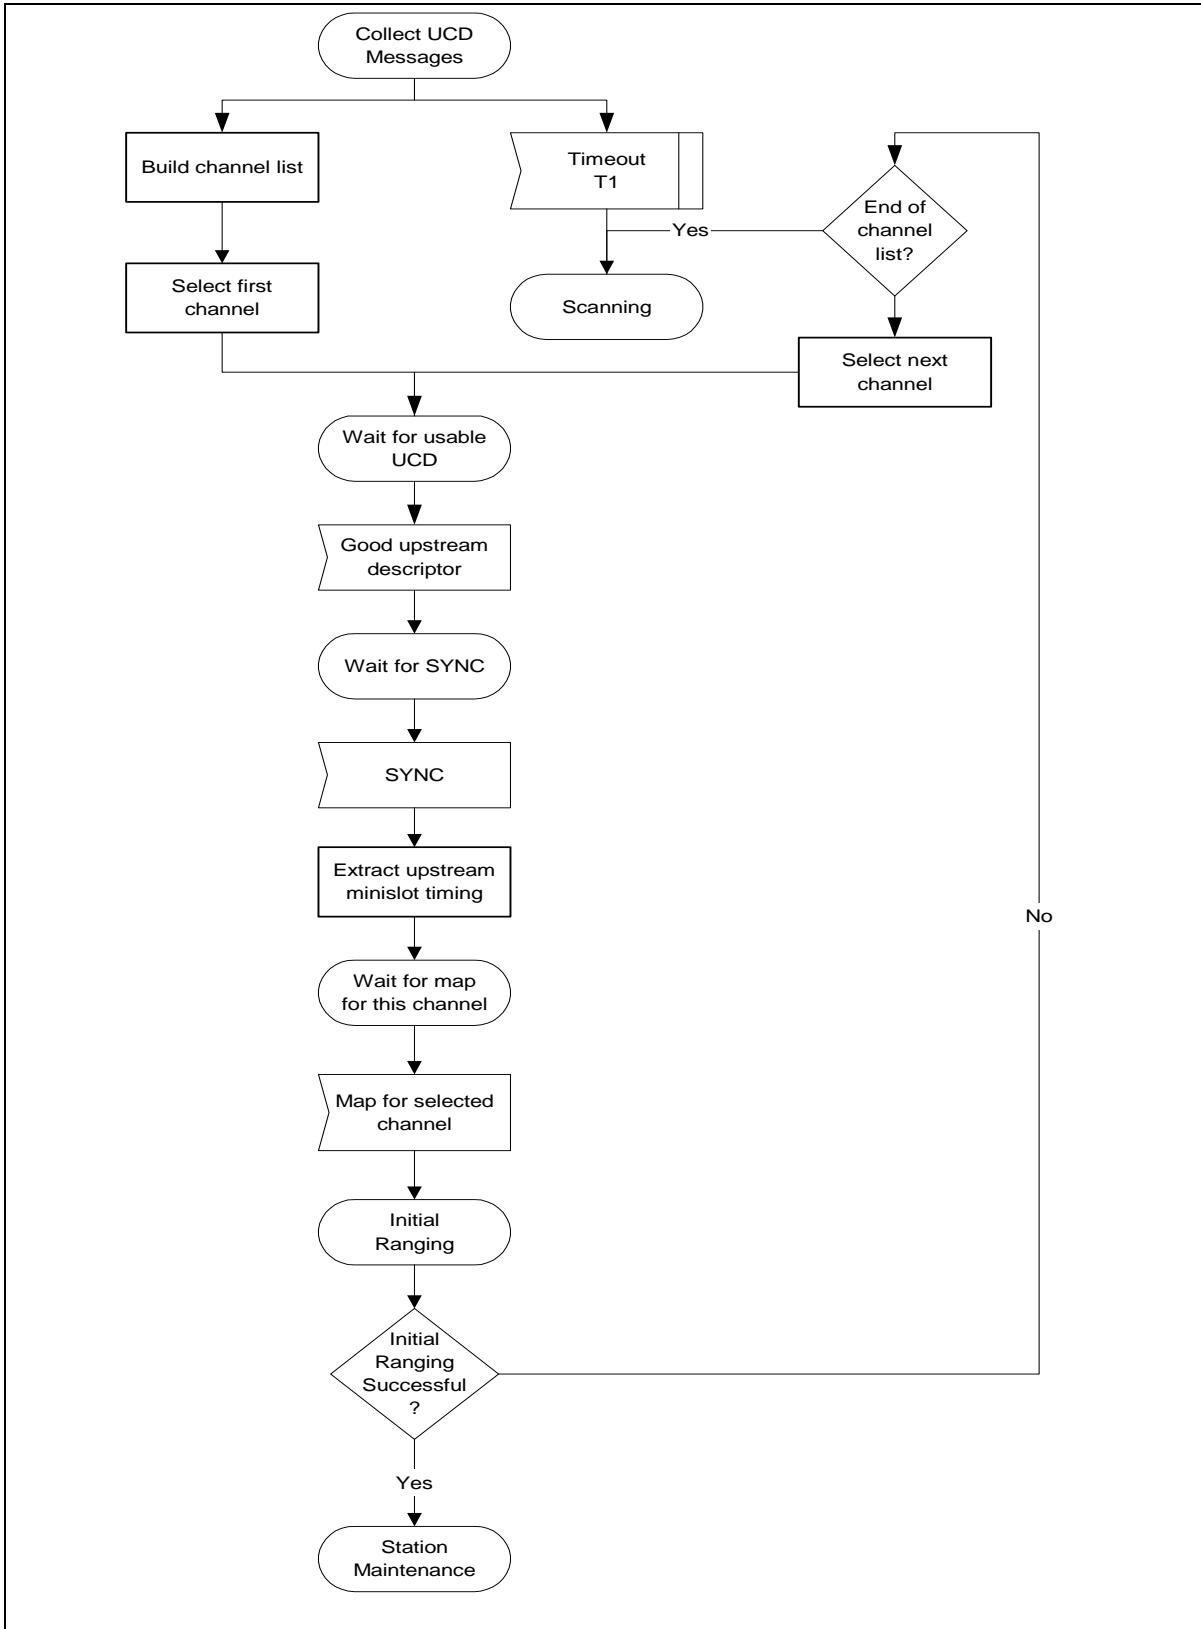 Collect UCD
Messages
Build channel list
Timeout
T1
End of
channel
list?
Yes
Select first
channel
Scanning
Select next
channel
Wait for usable
UCD
Good upstream
descriptor
Wait for SYNC
SYNC
Extract upstream
minislot timing
No
Wait for map
for this channel
Map for selected
channel
Initial
Ranging
Initial
Ranging
Successful
?
Yes
Station
Maintenance